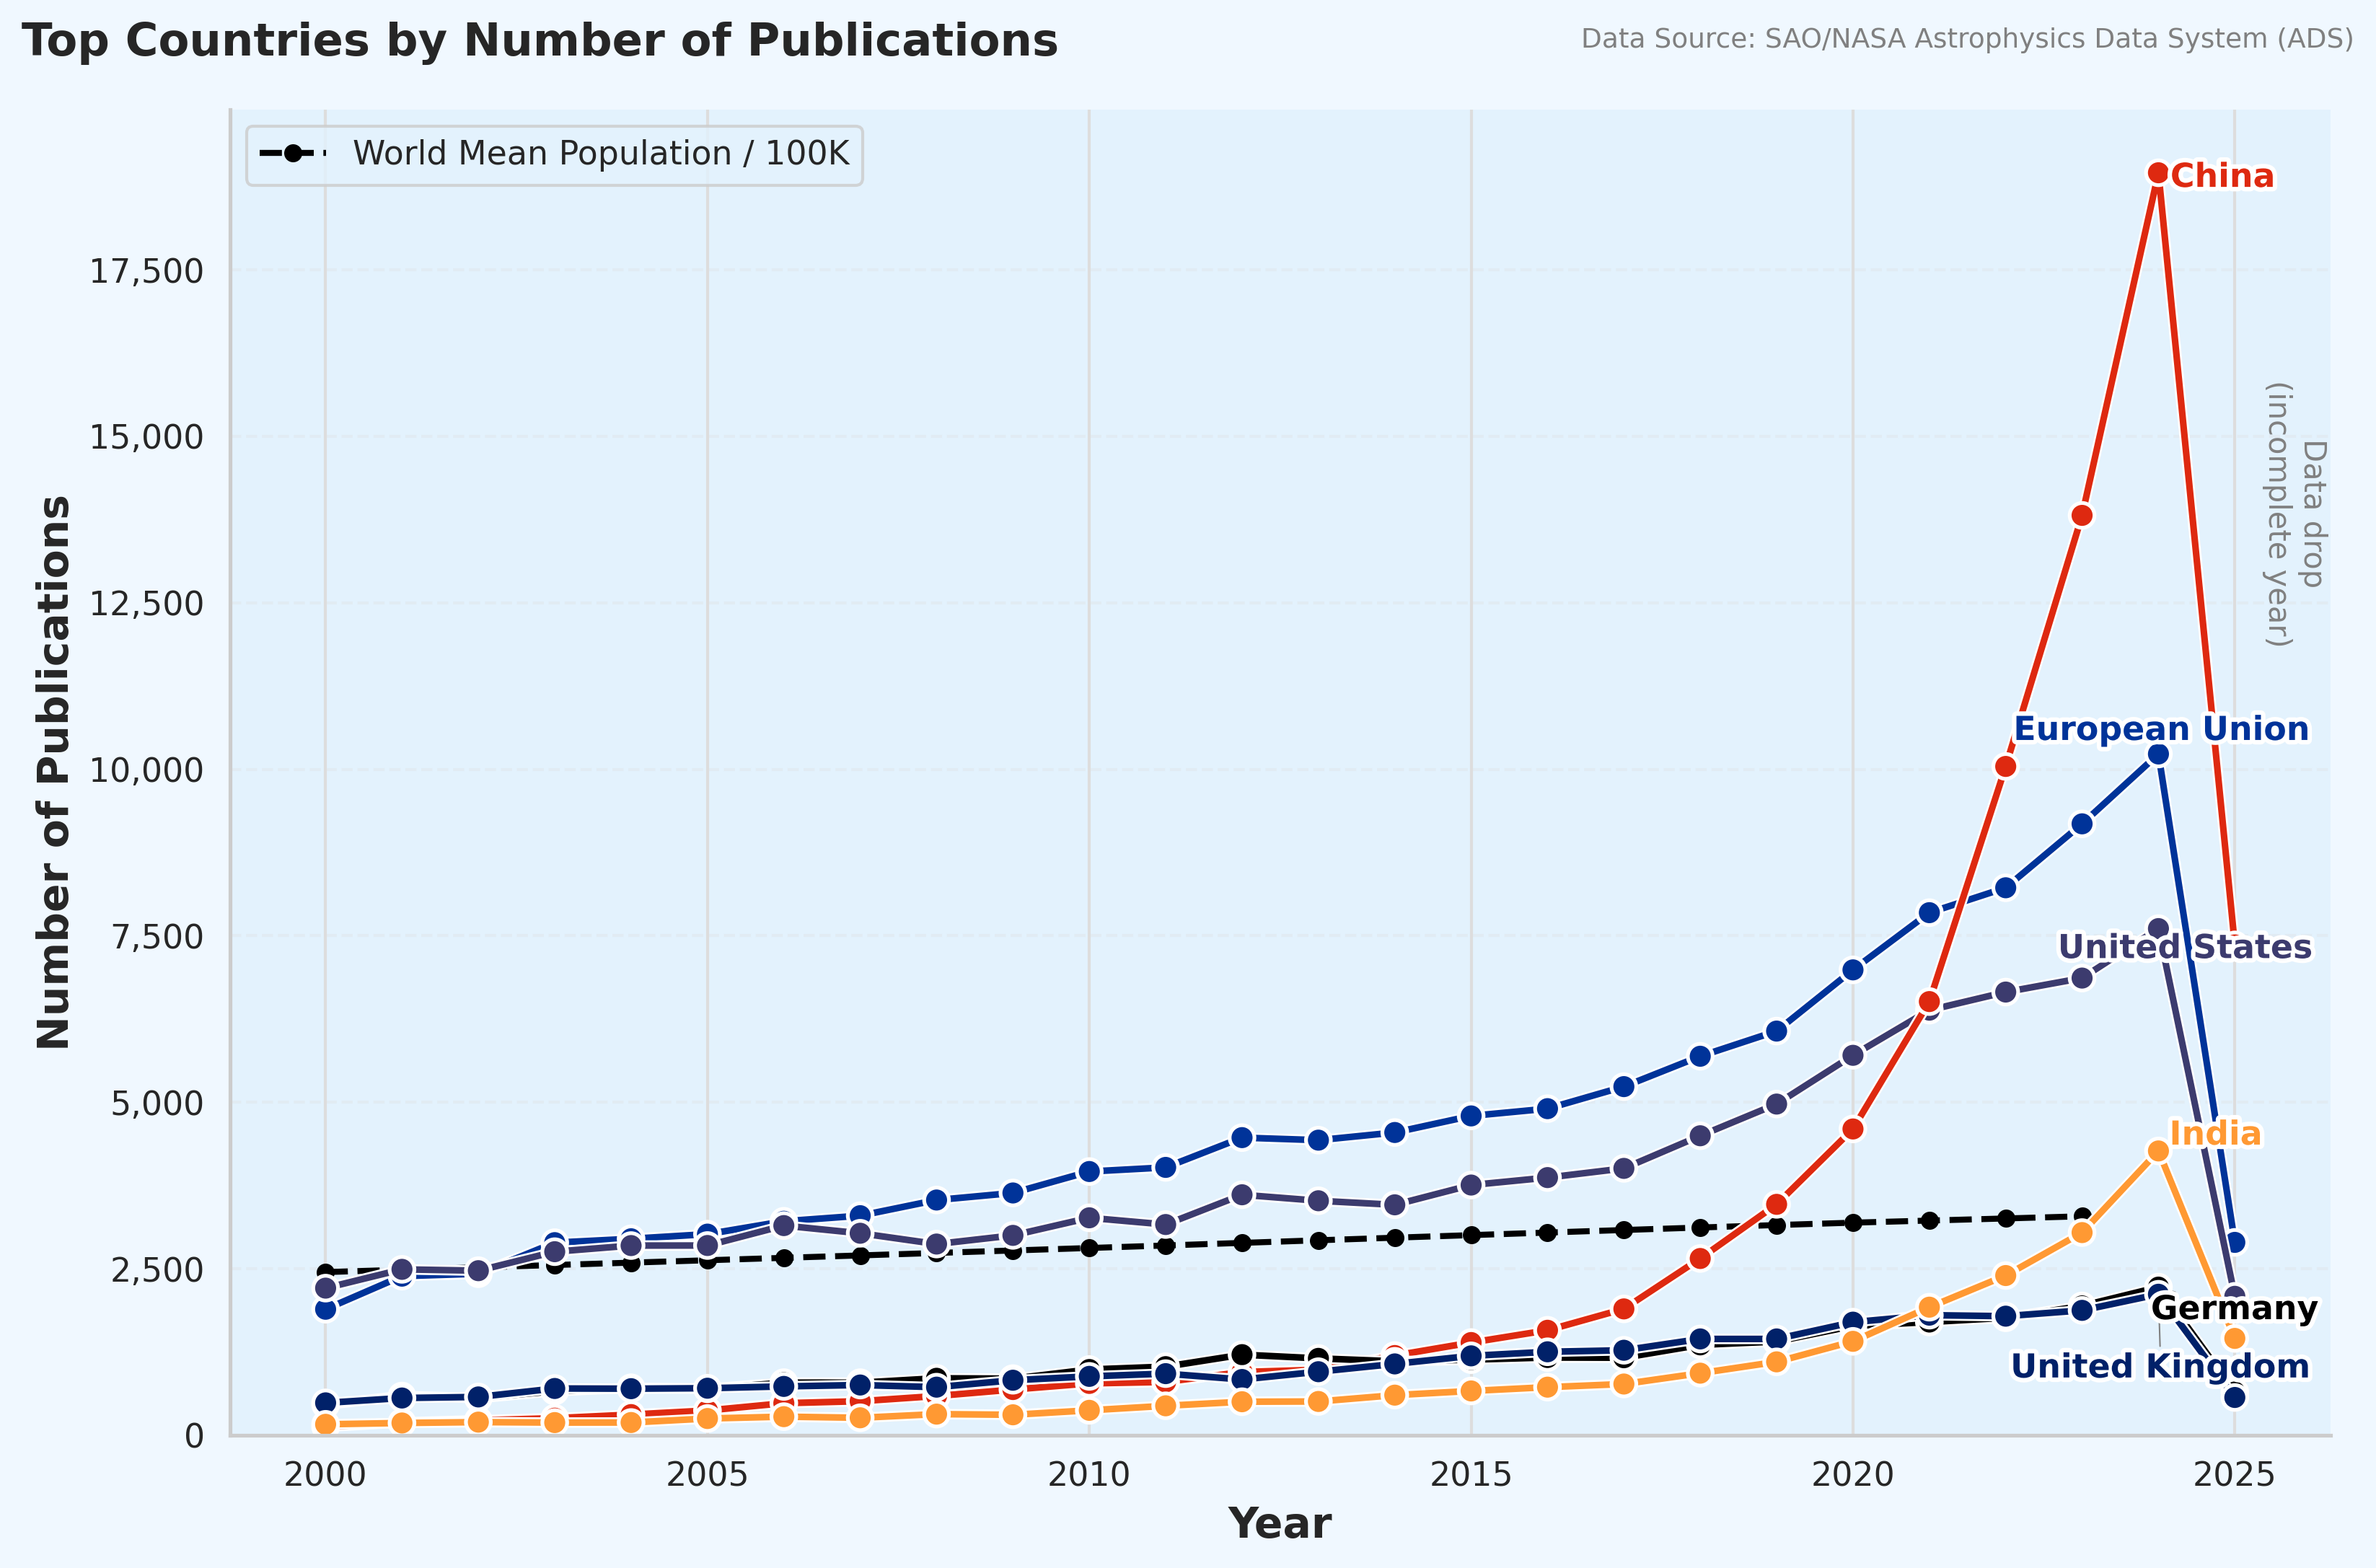 Top Countries by Number of Publications
Data Source: SAO/NASA Astrophysics Data System (ADS)
World Mean Population / 100K
Number of Publications
17,500
15,000
12,500
10,000
7,500
5,000
2,500
0
China
Data drop
(incomplete year)
European Union
United States
India
Germany
United Kingdom
2000
2005
2010
2015
2020
2025
Year